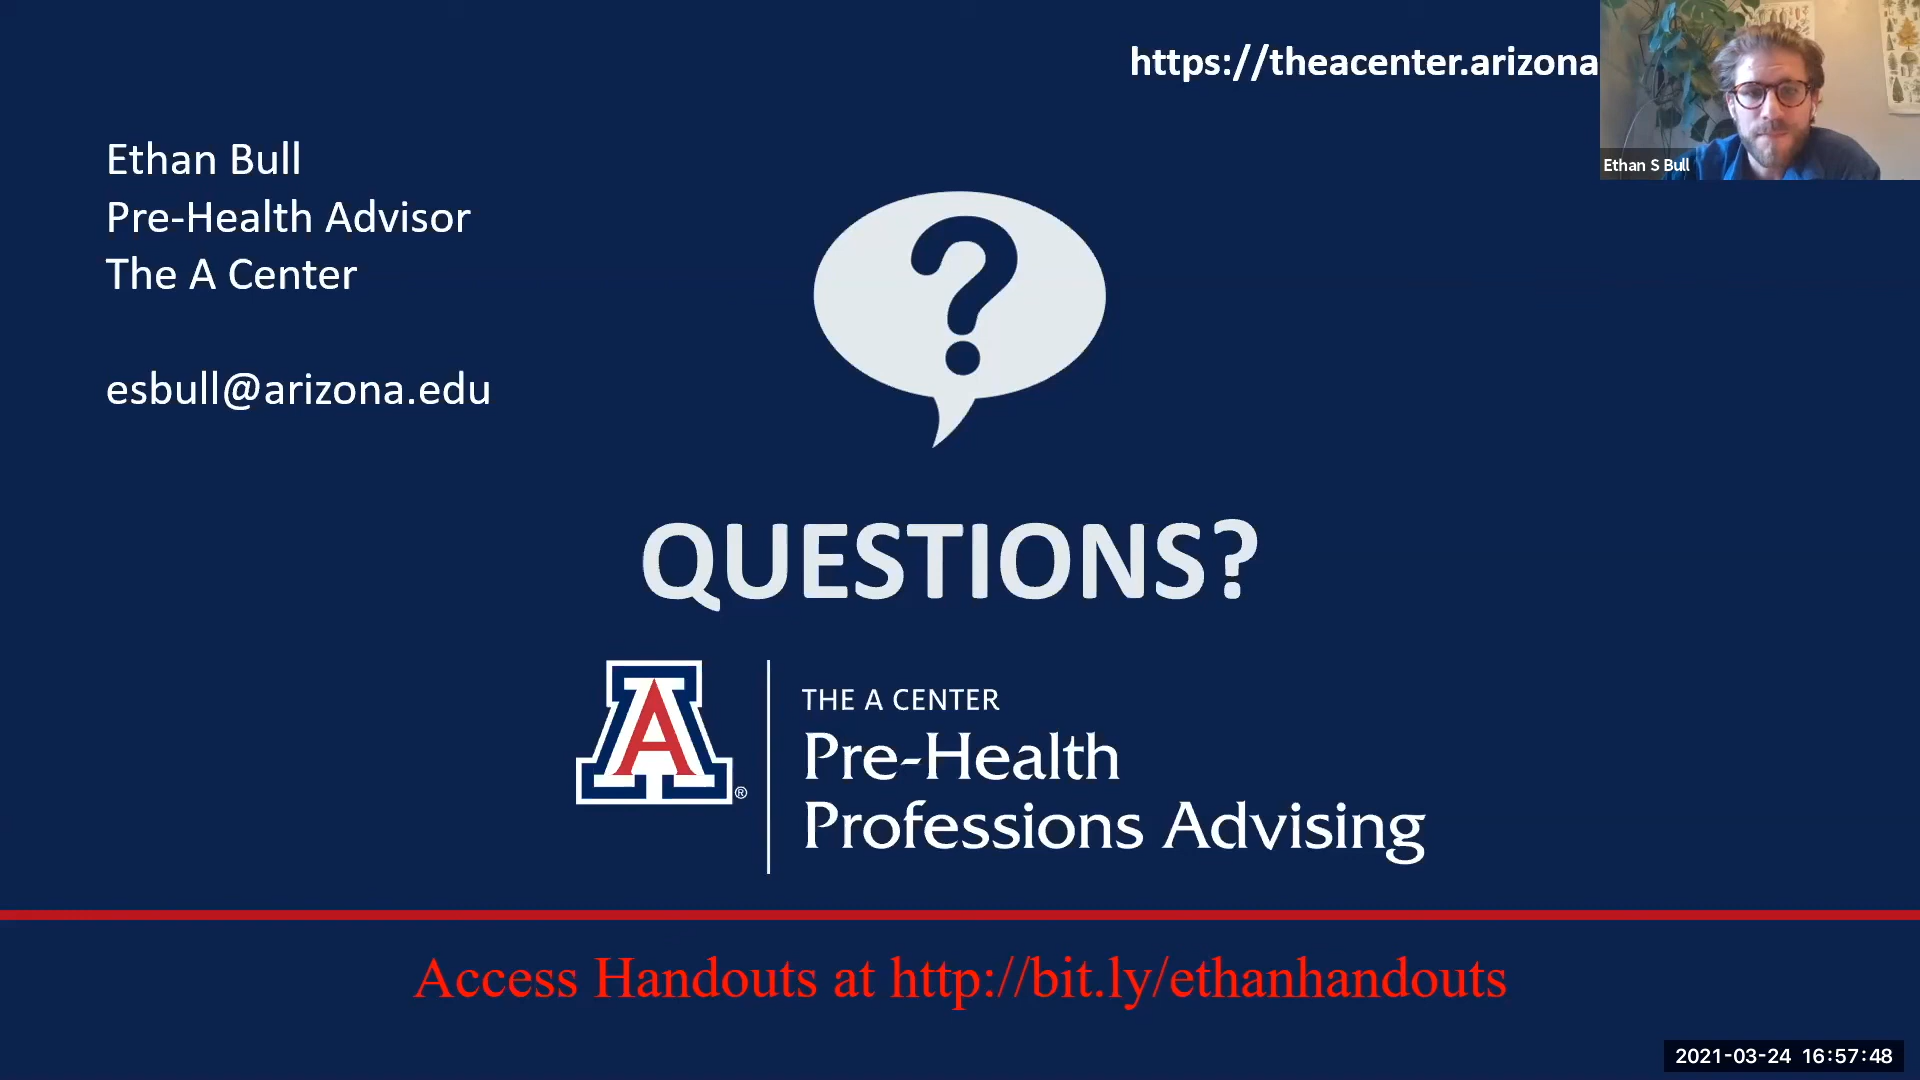 https://theacenter.arizona
Ethan S Bull
Ethan Bull
Pre-Health Advisor
The A Center
esbull@arizona.edu
?
QUESTIONS?
A
®
THE A CENTER
Pre-Health
Professions Advising
Access Handouts at http://bit.ly/ethanhandouts
2021-03-24 16:57:48